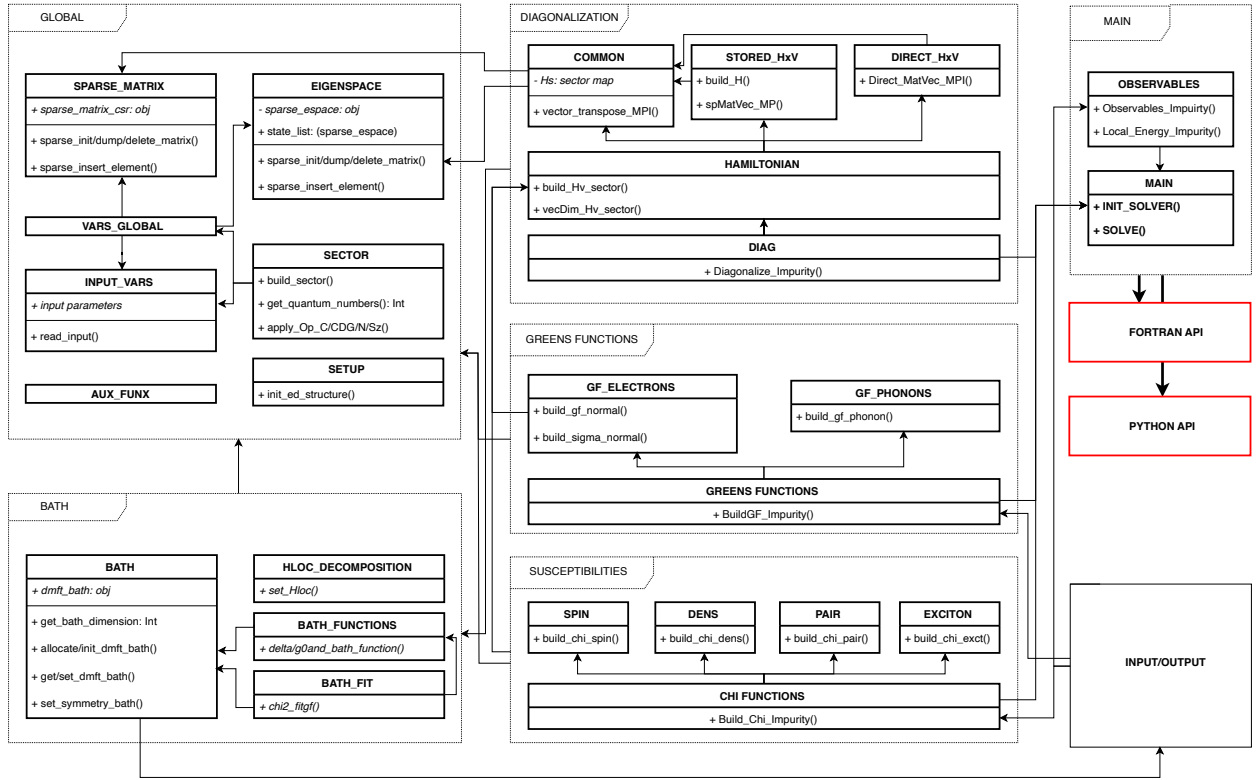 GLOBAL
SPARSE_MATRIX
+ sparse_matrix_csr: obj
+ sparse_init/dump/delete_matrix()
+ sparse_insert_element()
EIGENSPACE
- sparse_espace: obj
+ state_list: (sparse_espace)
+ sparse_init/dump/delete_matrix()
+ sparse_insert_element()
VARS_GLOBAL
INPUT_VARS
+ input parameters
+ read_input()
SECTOR
+ build_sector()
+ get_quantum_numbers(): Int
+ apply_Op_C/CDG/N/Sz()
SETUP
+ init_ed_structure()
AUX_FUNX
BATH
BATH
+ dmft_bath: obj
+ get_bath_dimension: Int
+ allocate/init_dmft_bath()
+ get/set_dmft_bath()
+ set_symmetry_bath()
HLOC_DECOMPOSITION
+ set_Hloc()
BATH_FUNCTIONS
+ delta/g0and_bath_function()
BATH_FIT
+ chi2_fitgf()
DIAGONALIZATION
COMMON
- Hs: sector map
+ vector_transpose_MPI()
STORED_HxV
+ build_H()
+ spMatVec_MP()
DIRECT_HxV
+ Direct_MatVec_MPI()
HAMILTONIAN
+ build_Hv_sector()
+ vecDim_Hv_sector()
DIAG
+ Diagonalize_Impurity()
GREENS FUNCTIONS
GF_ELECTRONS
+ build_gf_normal()
+ build_sigma_normal()
GF_PHONONS
+ build_gf_phonon()
GREENS FUNCTIONS
+ BuildGF_Impurity()
SUSCEPTIBILITIES
SPIN
+ build_chi_spin()
DENS
+ build_chi_dens()
PAIR
+ build_chi_pair()
EXCITON
+ build_chi_exct()
CHI FUNCTIONS
+ Build_Chi_Impurity()
MAIN
OBSERVABLES
+ Observables_Impuirty()
+ Local_Energy_Impurity()
MAIN
+ INIT_SOLVER()
+ SOLVE()
FORTRAN API
PYTHON API
INPUT/OUTPUT